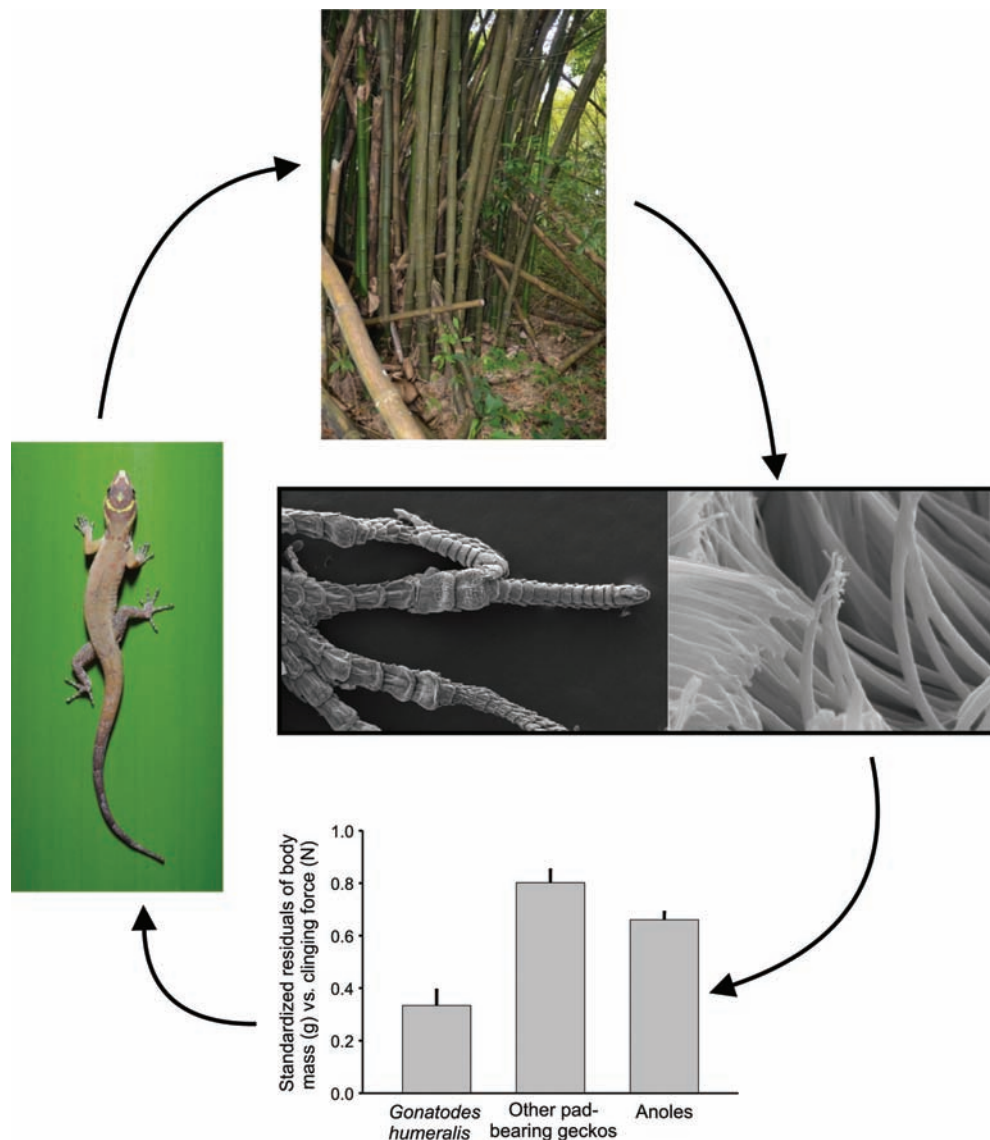 Standardized residuals of body
mass (g) vs. clinging force (N)
1.0
0.8
0.6
0.4
0.2
0.0
Gonatodes
humeralis
Other pad-
bearing geckos
Anoles